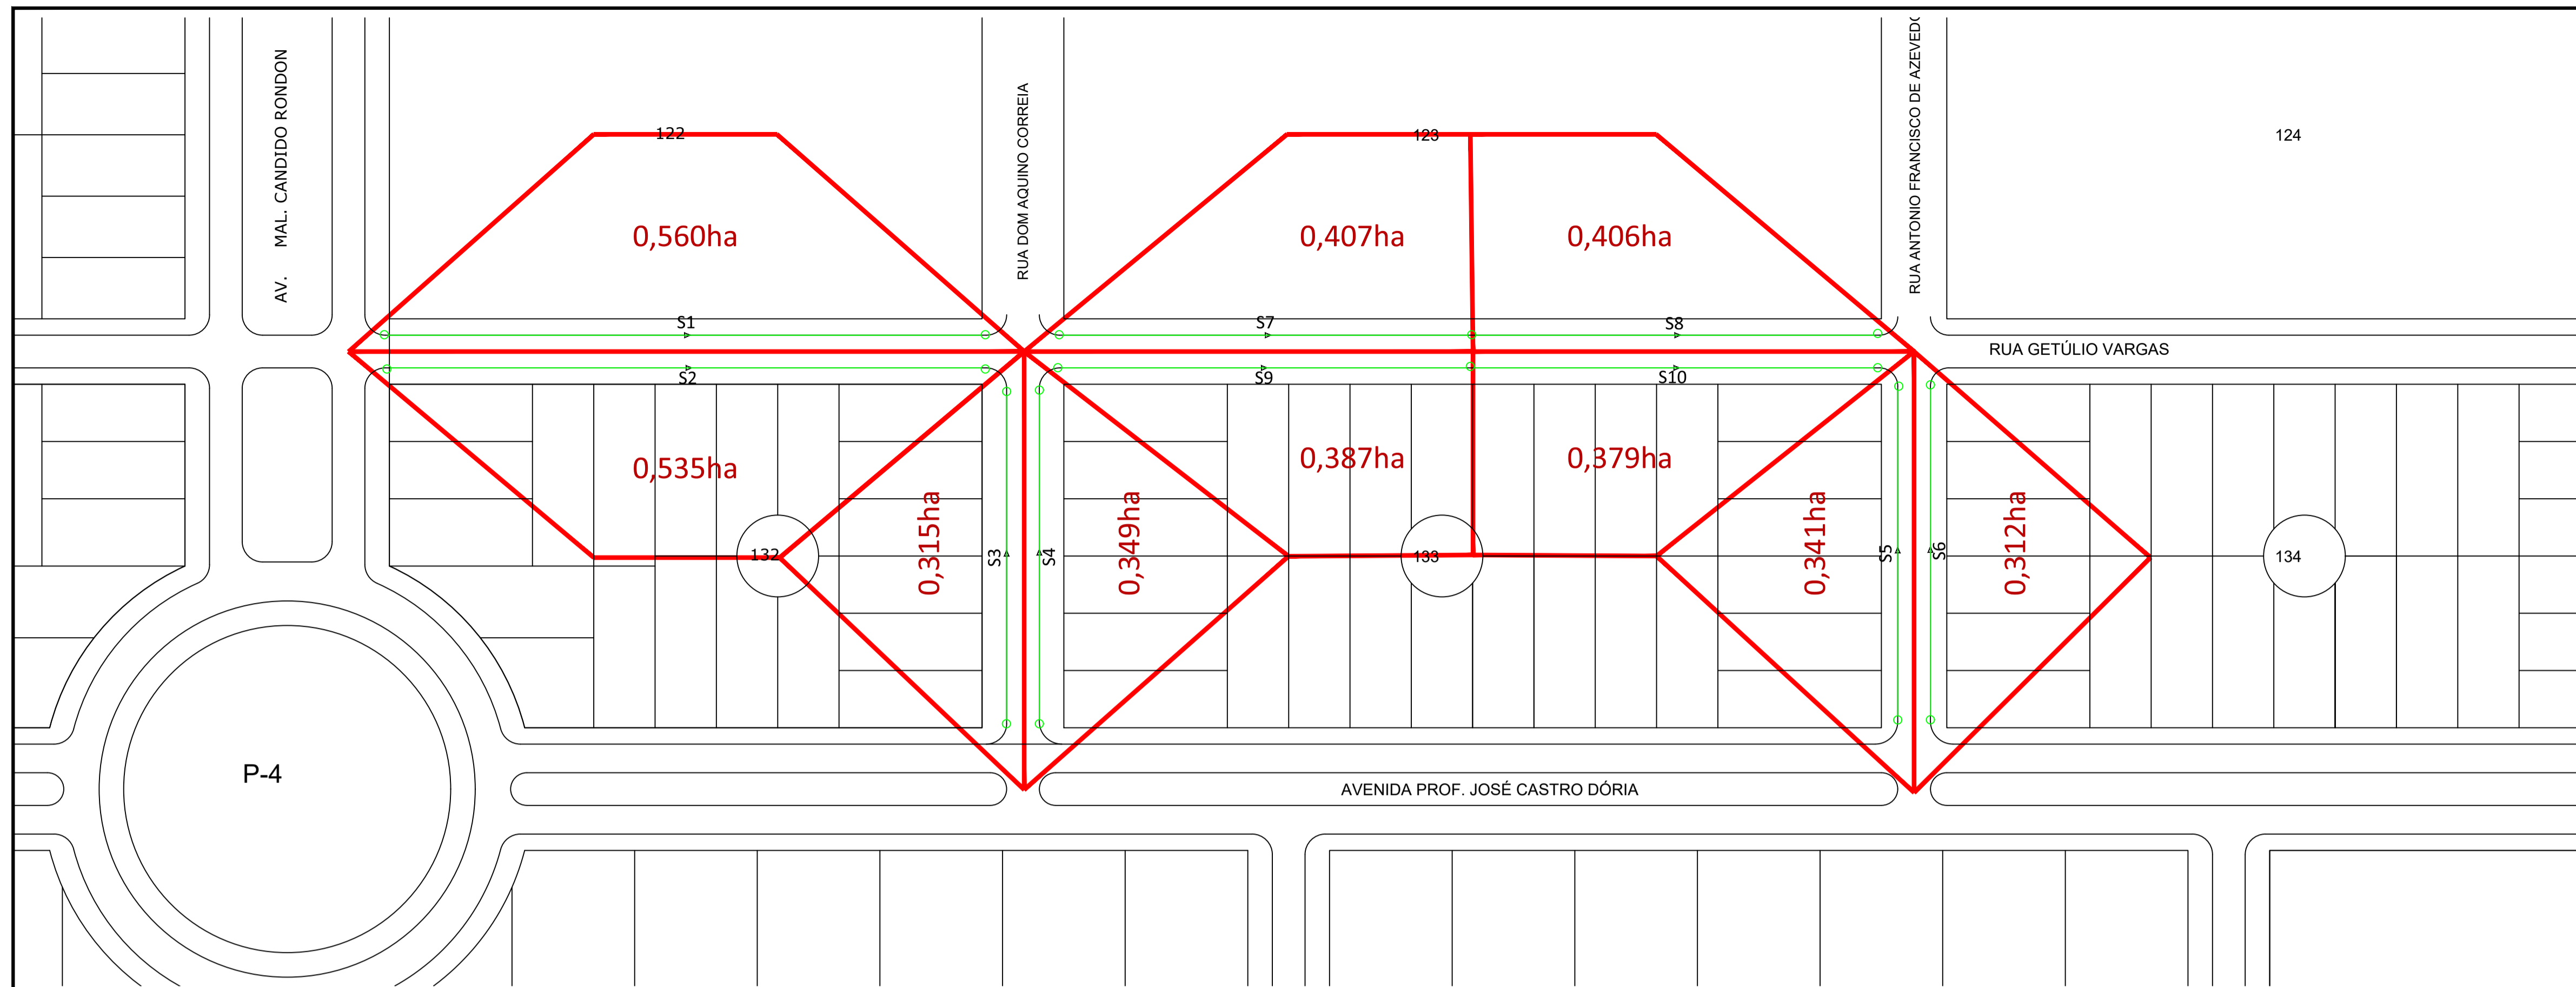 AV. MAL. CANDIDO RONDON
122
RUA DOM AQUINO CORREIA
123
RUA ANTONIO FRANCISCO DE AZEVEDO
124
0,560ha
0,407ha
0,406ha
S1
S7
S8
RUA GETÚLIO VARGAS
S2
S9
S10
0,535ha
0,387ha
0,379ha
132
0,315ha
S3
S4
0,349ha
133
0,341ha
S5
S6
0,312ha
134
P-4
AVENIDA PROF. JOSÉ CASTRO DÓRIA